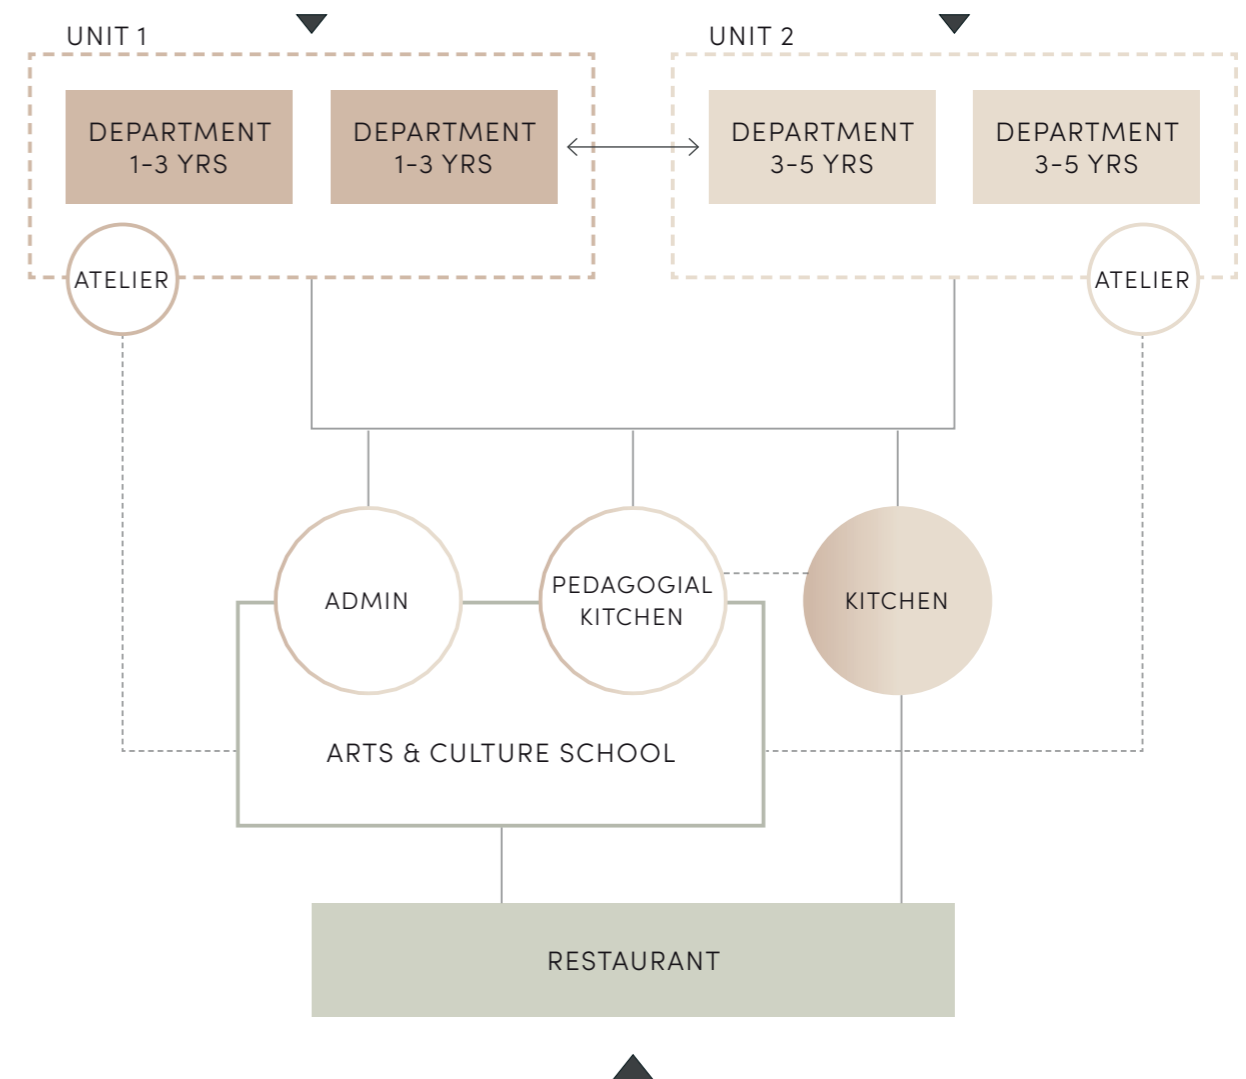 UNIT 1
UNIT 2
DEPARTMENT
1-3 YRS
DEPARTMENT
1-3 YRS
DEPARTMENT
3-5 YRS
DEPARTMENT
3-5 YRS
ATELIER
ATELIER
ADMIN
PEDAGOGIAL
KITCHEN
KITCHEN
ARTS & CULTURE SCHOOL
RESTAURANT